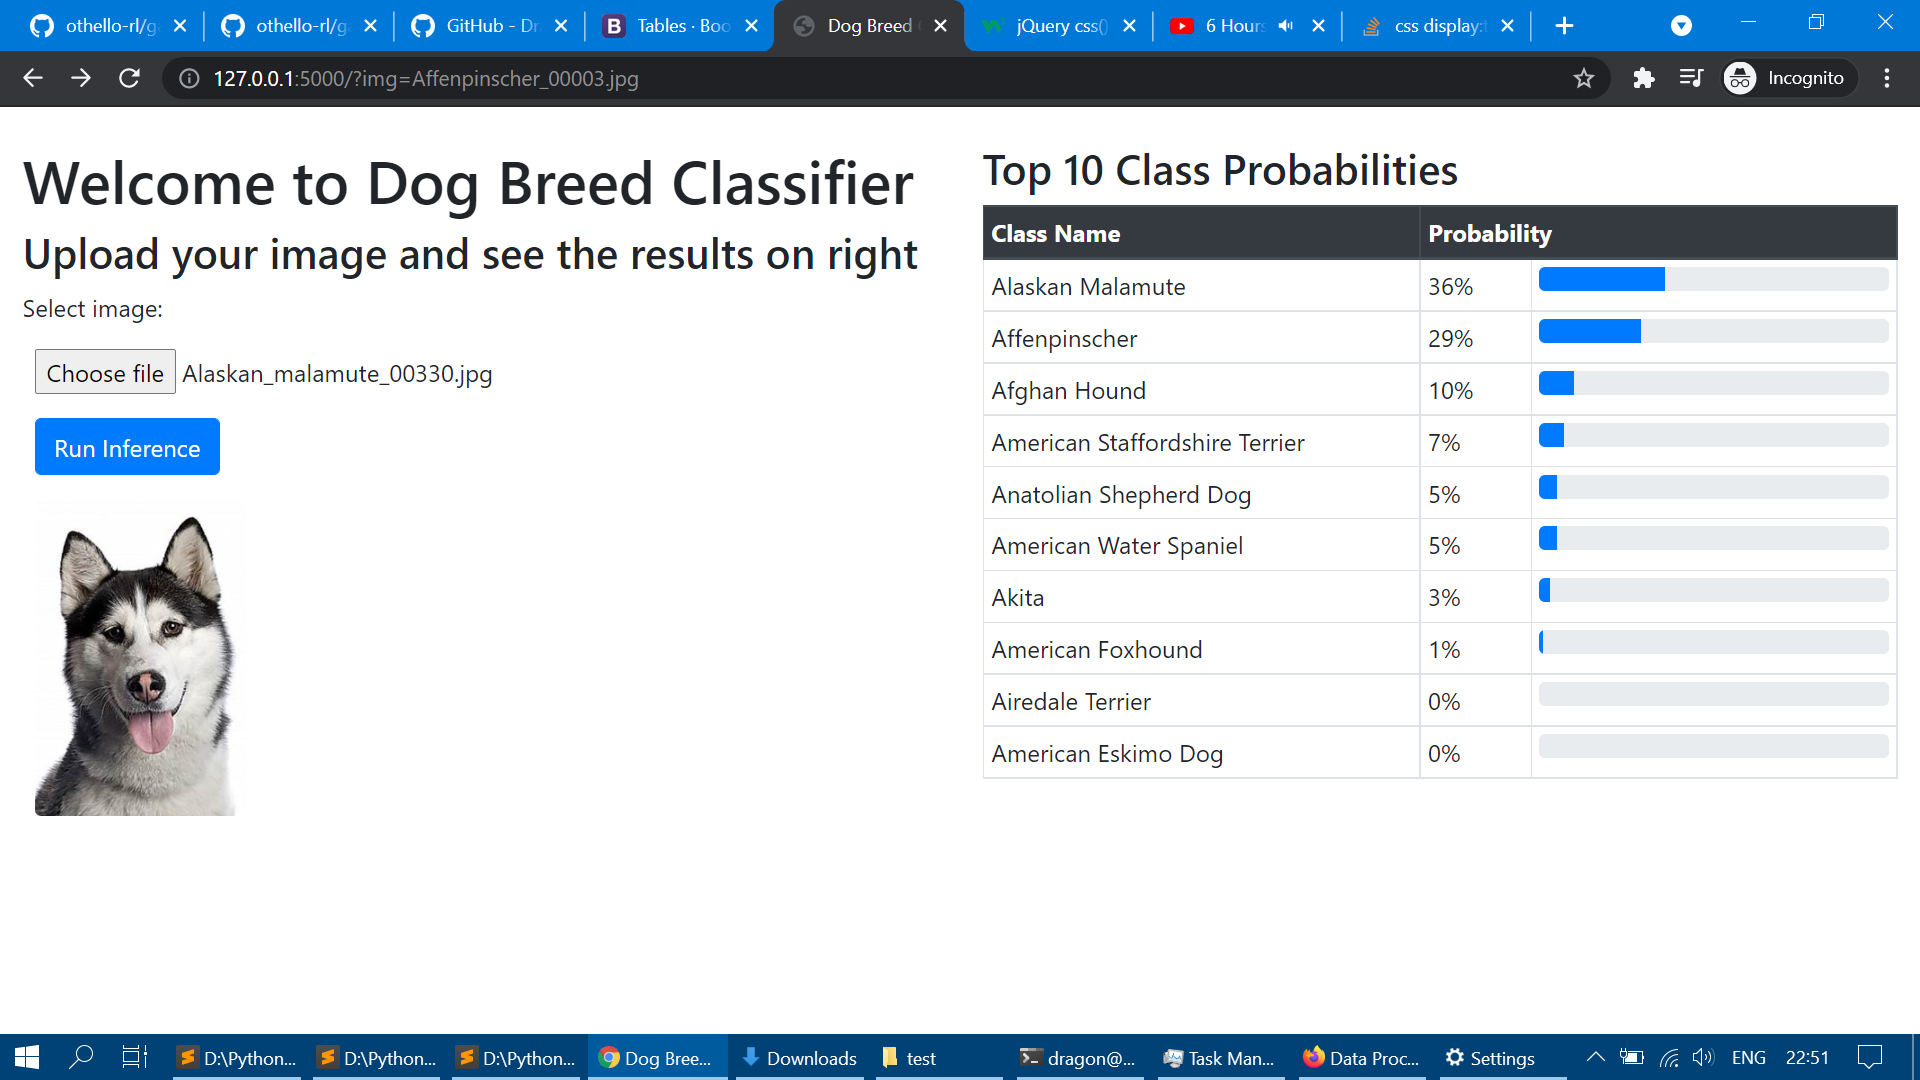 othello-rl/ga
othello-rl/ga
GitHub - Dr
Tables · Boo
Dog Breed
jQuery css()
6 Hours
css display:t
127.0.0.1:5000/?img=Affenpinscher_00003.jpg
Incognito
Welcome to Dog Breed Classifier
Upload your image and see the results on right
Select image:
Choose file Alaskan_malamute_00330.jpg
Run Inference
Top 10 Class Probabilities
Class Name Probability
Alaskan Malamute 36%
Affenpinscher 29%
Afghan Hound 10%
American Staffordshire Terrier 7%
Anatolian Shepherd Dog 5%
American Water Spaniel 5%
Akita 3%
American Foxhound 1%
Airedale Terrier 0%
American Eskimo Dog 0%
D:\Python...
D:\Python...
D:\Python...
Dog Bree...
Downloads
test
dragon@...
Task Man...
Data Proc...
Settings
ENG
22:51